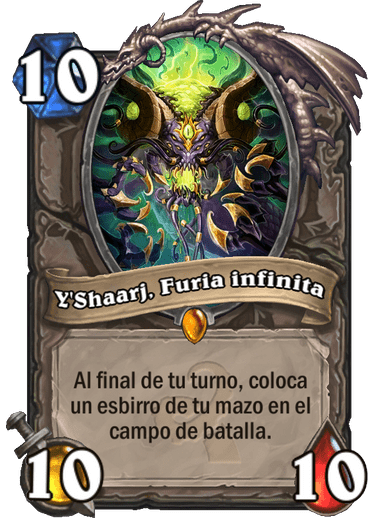 10
Y'Shaarj, Furia infinita
Al final de tu turno, coloca
un esbirro de tu mazo en el
campo de batalla.
10
10